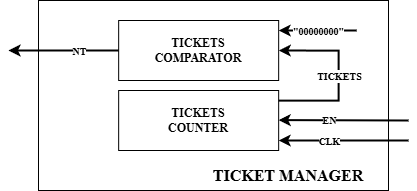 "00000000"
TICKETS
COMPARATOR
NT
TICKETS
TICKETS
COUNTER
EN
CLK
TICKET MANAGER